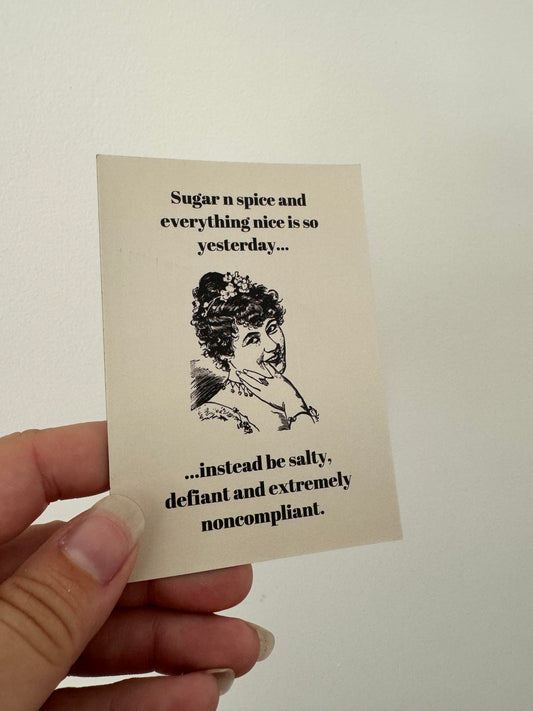 Sugar n spice and
everything nice is so
yesterday...
...instead be salty,
defiant and extremely
noncompliant.